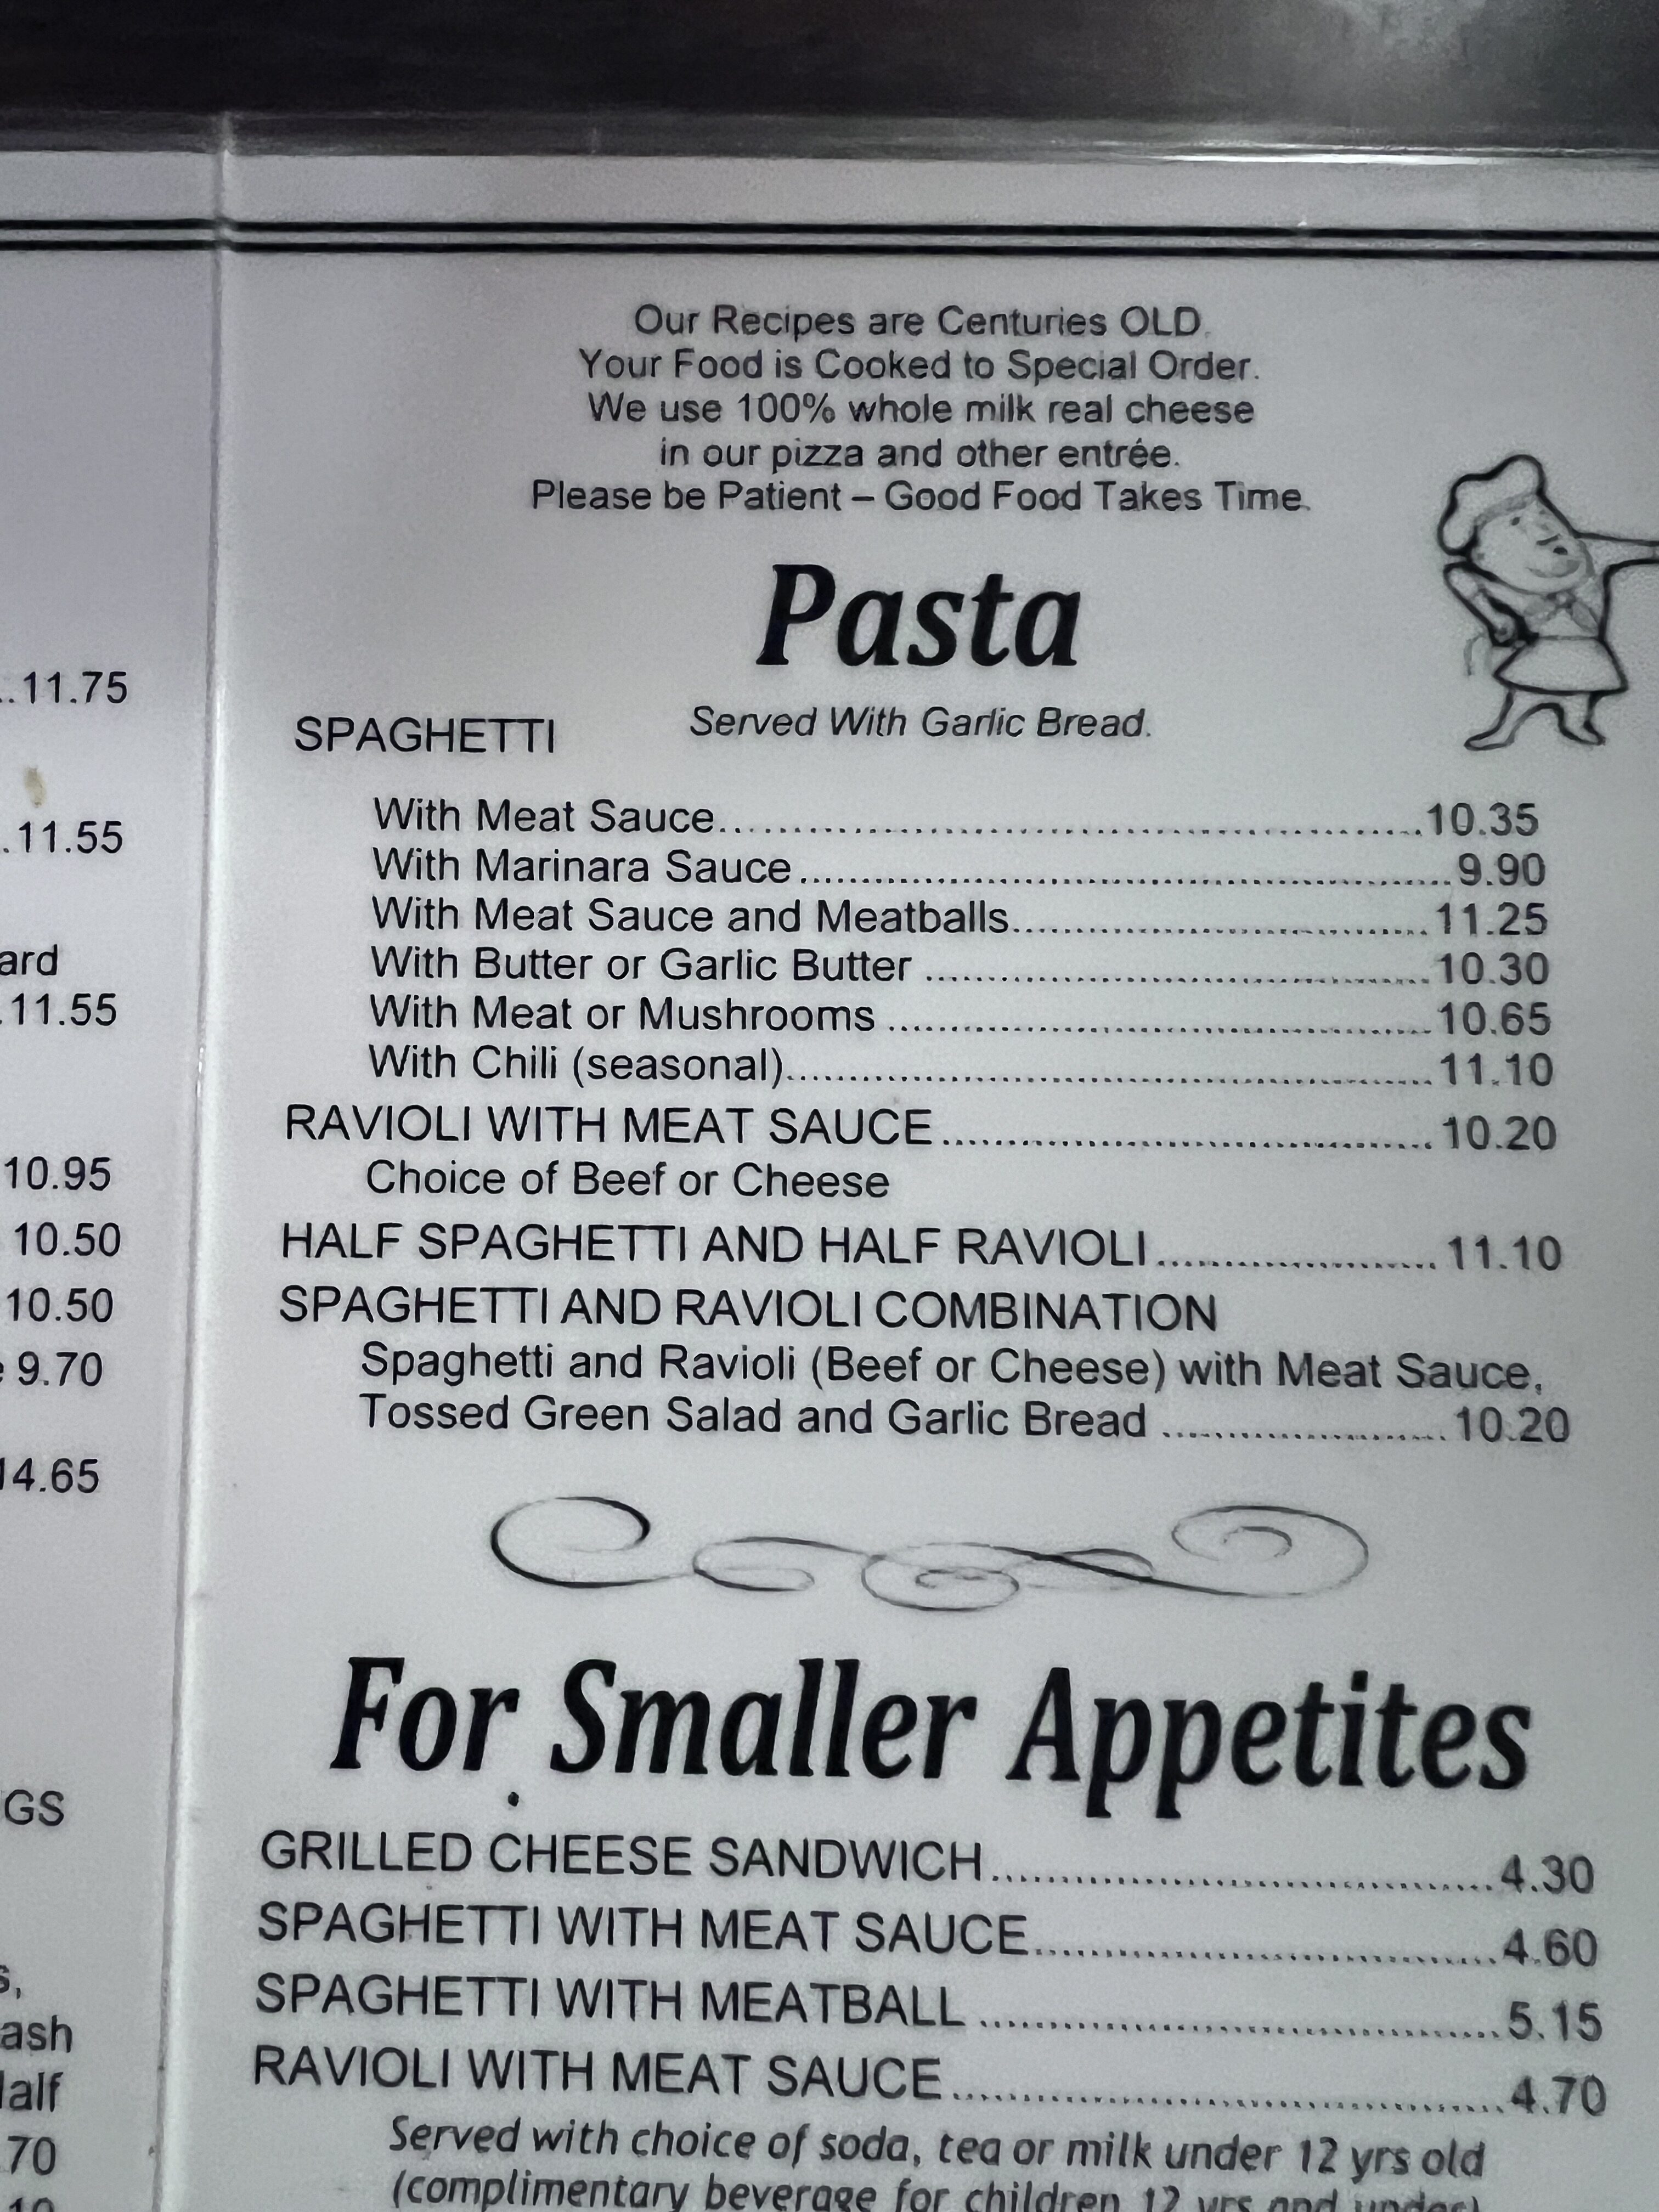 ..11.75
.11.55
ard
.11.55
10.95
10.50
10.50
9.70
14.65
GS
s,
ash
alf
70
Our Recipes are Centuries OLD.
Your Food is Cooked to Special Order.
We use 100% whole milk real cheese
in our pizza and other entrée.
Please be Patient – Good Food Takes Time.
Pasta
Served With Garlic Bread.
SPAGHETTI
With Meat Sauce..............................10.35
With Marinara Sauce..............................9.90
With Meat Sauce and Meatballs..............................11.25
With Butter or Garlic Butter ..............................10.30
With Meat or Mushrooms ..............................10.65
With Chili (seasonal)..............................11.10
RAVIOLI WITH MEAT SAUCE..............................10.20
Choice of Beef or Cheese
HALF SPAGHETTI AND HALF RAVIOLI....................11.10
SPAGHETTI AND RAVIOLI COMBINATION
Spaghetti and Ravioli (Beef or Cheese) with Meat Sauce,
Tossed Green Salad and Garlic Bread ....................10.20
For Smaller Appetites
GRILLED CHEESE SANDWICH..............................4.30
SPAGHETTI WITH MEAT SAUCE..............................4.60
SPAGHETTI WITH MEATBALL ..............................5.15
RAVIOLI WITH MEAT SAUCE..............................4.70
Served with choice of soda, tea or milk under 12 yrs old
(complimentary beverage for children 12 yrs and under)